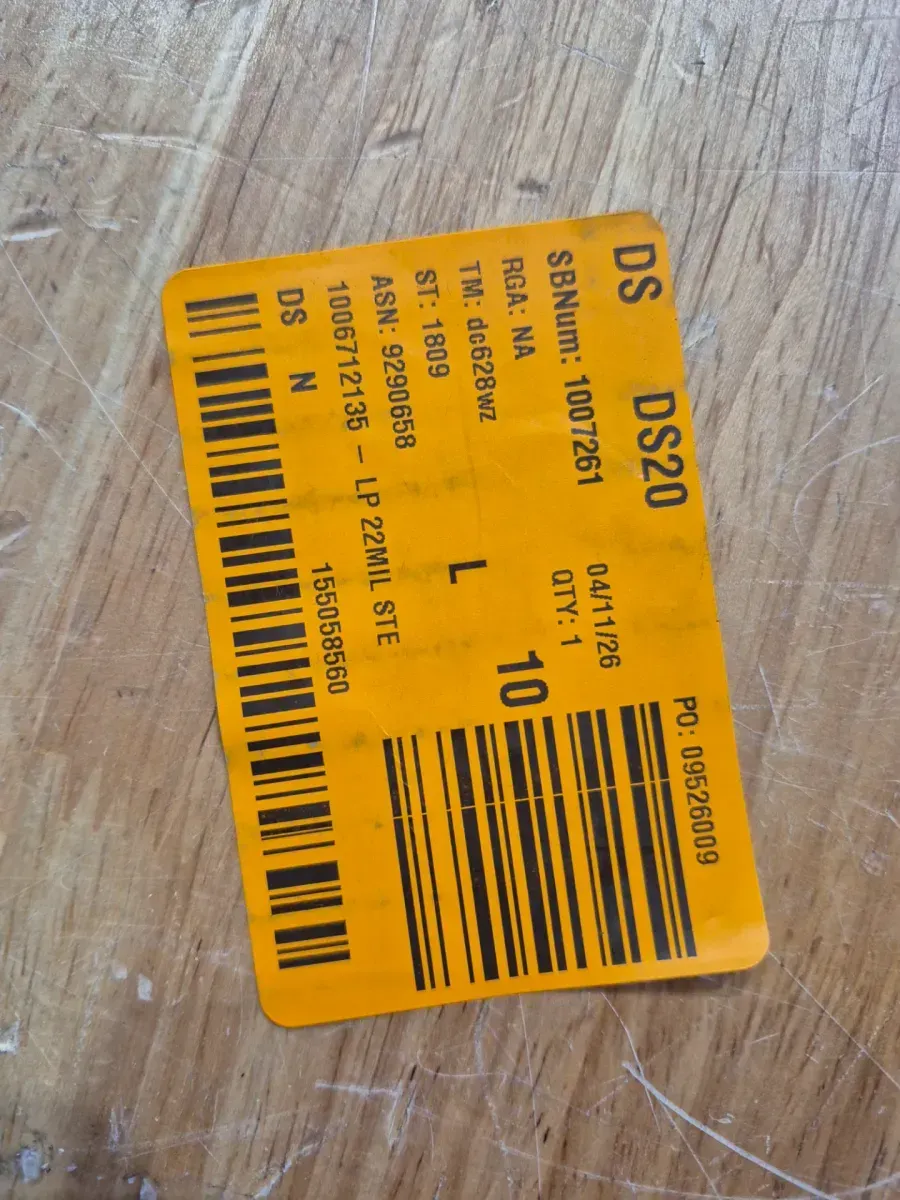 DS DS20
PO: 09526009
SBNum: 1007261 04/11/26
RGA: NA QTY: 1
TM: dc628wz
ST: 1809 L 10
ASN: 9290658
1006712135 - LP 22MIL STE
DS N 155058560